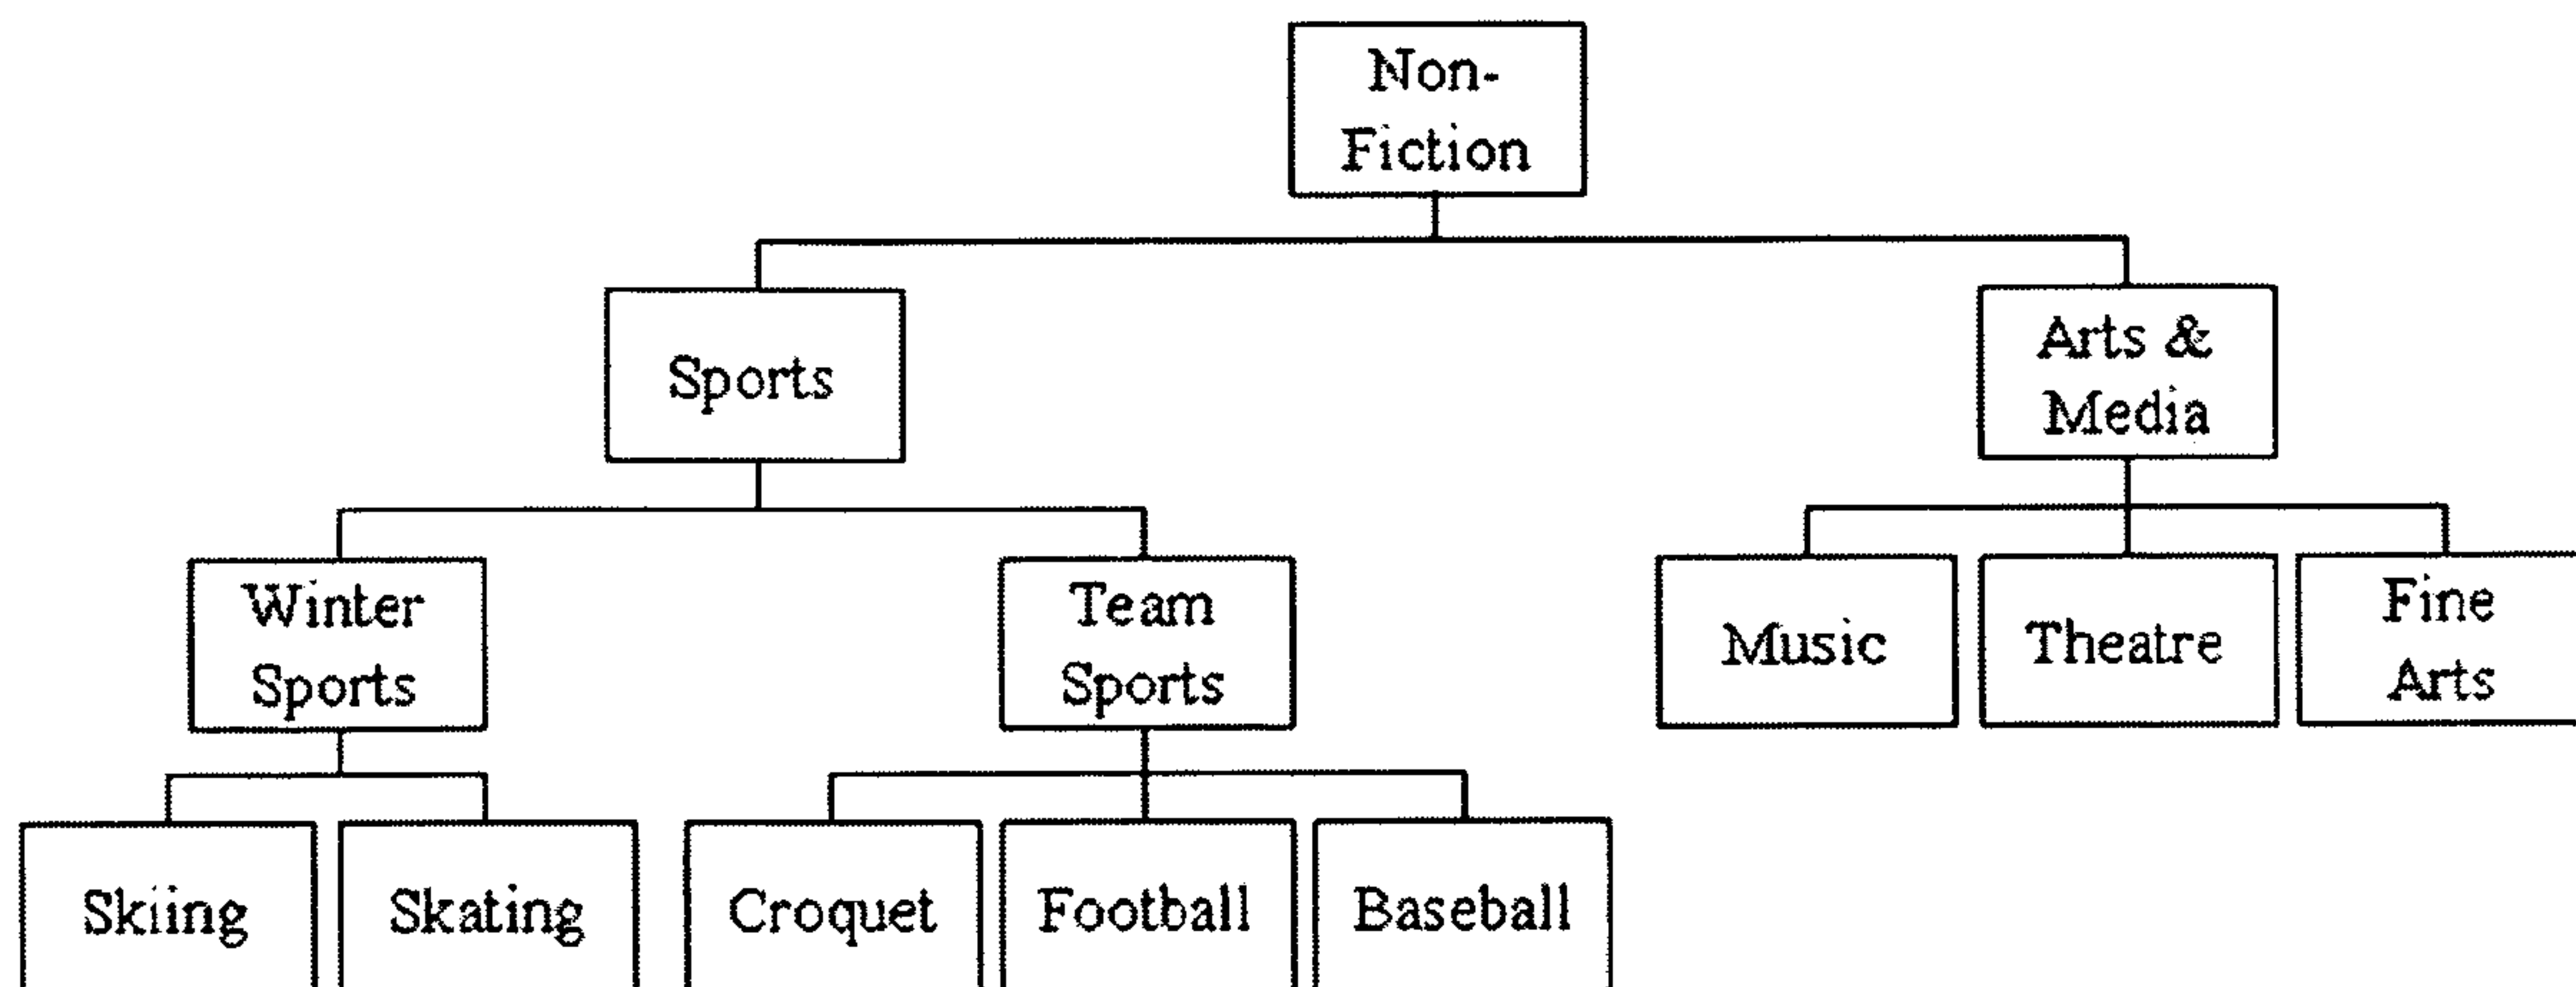 Non-
Fiction
Sports
Arts &
Media
Winter
Sports
Team
Sports
Music
Theatre
Fine
Arts
Skiing
Skating
Croquet
Football
Baseball